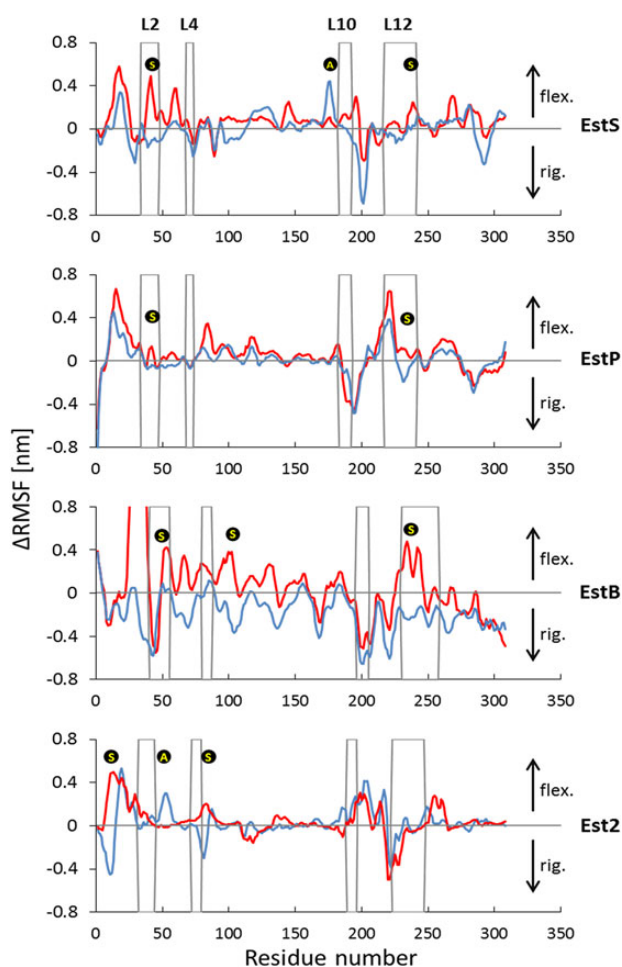 L2 L4 L10 L12
0.8
S A S
0.4 flex.
0 EstS
-0.4 rig.
-0.8
0 50 100 150 200 250 300 350
0.8
0.4 S S flex.
0 EstP
-0.4 rig.
-0.8
0 50 100 150 200 250 300 350
ΔRMSF [nm]
0.8
S S S
0.4 flex.
0 EstB
-0.4 rig.
-0.8
0 50 100 150 200 250 300 350
0.8
S A S
0.4 flex.
0 Est2
-0.4 rig.
-0.8
0 50 100 150 200 250 300 350
Residue number